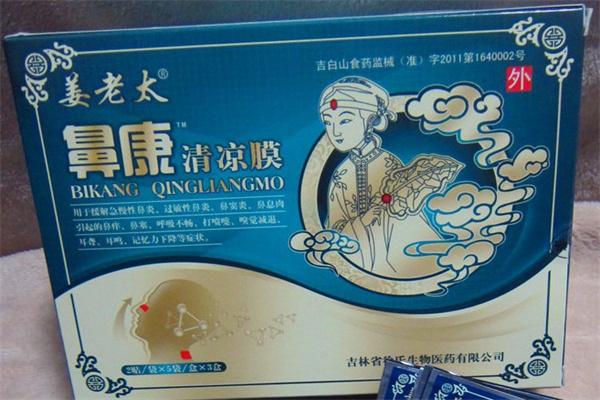 吉白山食药监械（准）字2011第1640002号
外
姜老太®
鼻康™清凉膜
BIKANG QINGLIANGMO
用于缓解急慢性鼻炎、过敏性鼻炎、鼻窦炎、鼻息肉
引起的鼻痒、鼻塞、呼吸不畅、打喷嚏、嗅觉减退、
耳聋、耳鸣、记忆力下降等症状。
2贴/袋×5袋/盒×3盒
吉林省徐氏生物医药有限公司